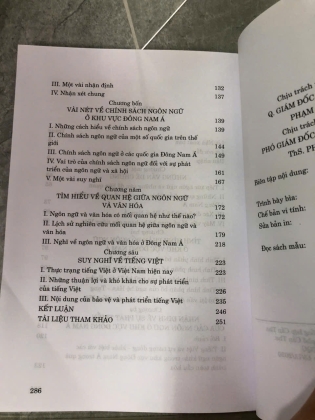 III. Một vài nhận định 132
IV. Nhận xét chung 137
Chương bốn
VÀI NÉT VỀ CHÍNH SÁCH NGÔN NGỮ
Ở KHU VỰC ĐÔNG NAM Á 139
I. Những cách hiểu về chính sách ngôn ngữ 139
II. Chính sách ngôn ngữ của một số quốc gia trên thế
giới 144
III. Chính sách ngôn ngữ ở các quốc gia Đông Nam Á 149
IV. Vai trò của chính sách ngôn ngữ đối với sự phát
triển của ngôn ngữ và xã hội 161
V. Một vài suy nghĩ 167
Chương năm
TÌM HIỂU VỀ QUAN HỆ GIỮA NGÔN NGỮ
VÀ VĂN HÓA 172
I. Ngôn ngữ và văn hóa có mối quan hệ như thế nào? 172
II. Lịch sử nghiên cứu mối quan hệ giữa ngôn ngữ và
văn hóa 179
III. Nghĩ về ngôn ngữ và văn hóa ở Đông Nam Á 218
Chương sáu
SUY NGHĨ VỀ TIẾNG VIỆT 223
I. Thực trạng tiếng Việt ở Việt Nam hiện nay 223
II. Những thuận lợi và khó khăn cho sự phát triển
của tiếng Việt 226
III. Nội dung của bảo vệ và phát triển tiếng Việt 235
KẾT LUẬN 246
TÀI LIỆU THAM KHẢO 251
286
Chịu trách
Q. GIÁM ĐỐC
PHẠM
Chịu trách
PHÓ GIÁM ĐỐC
ThS. P
Biên tập nội dung:
Trình bày bìa:
Chế bản vi tính:
Sửa bản in:
Đọc sách mẫu: